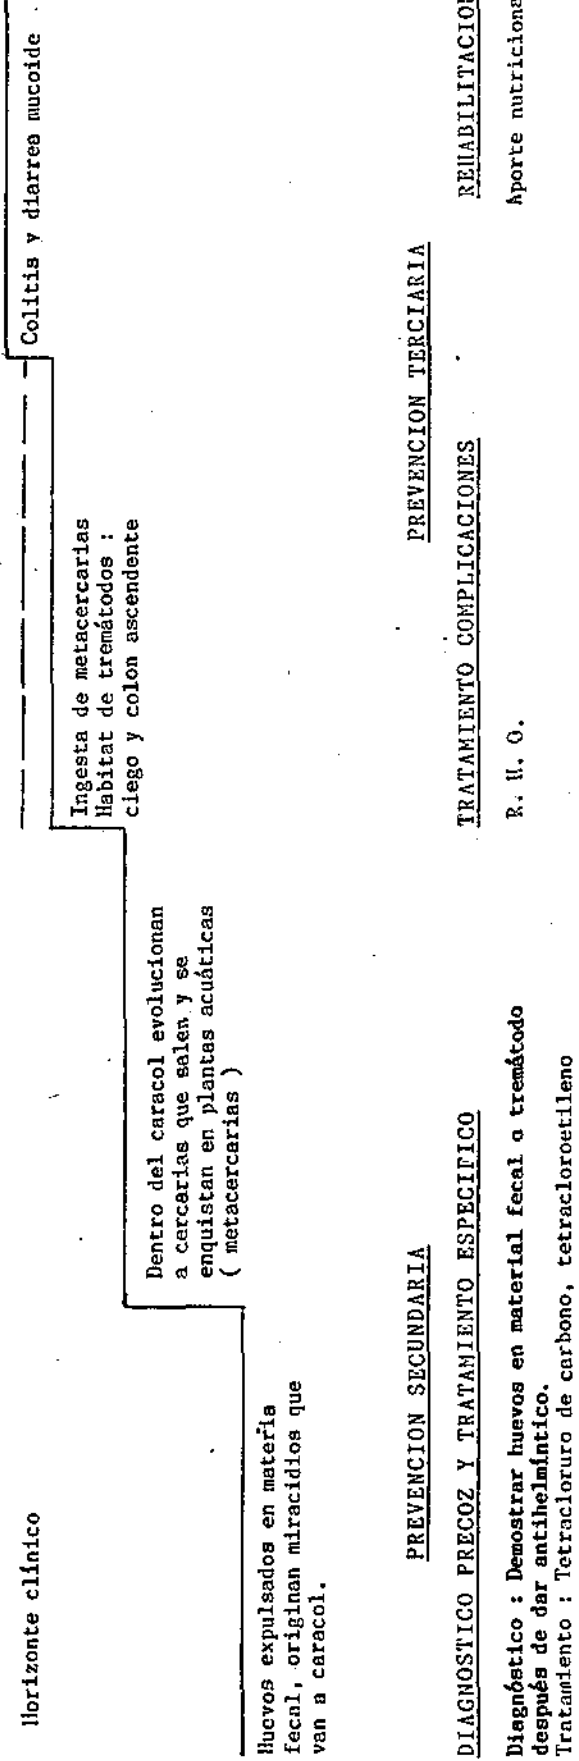 Horizonte clínico
Colitis y diarrea mucoide
Ingesta de metacercarias
Habitat de tremátodos :
ciego y colon ascendente
Dentro del caracol evolucionan
a cercarias que salen y se
enquistan en plantas acuáticas
( metacercarias )
Huevos expulsados en materia
fecal, originan miracidios que
van a caracol.
PREVENCION SECUNDARIA
PREVENCION TERCIARIA
DIAGNOSTICO PRECOZ Y TRATAMIENTO ESPECIFICO
TRATAMIENTO COMPLICACIONES
REHABILITACION
Diagnóstico : Demostrar huevos en material fecal o tremátodo
después de dar antihelmíntico.
Tratamiento : Tetracloruro de carbono, tetracloroetileno
R. H. O.
Aporte nutriciona